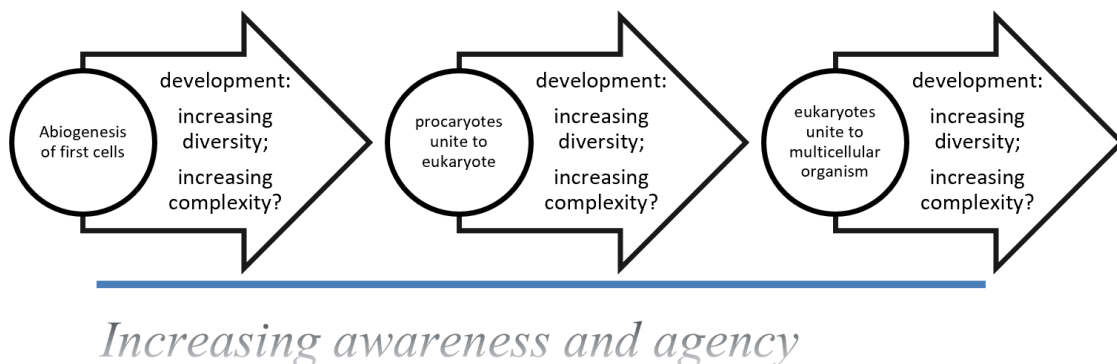 Abiogenesis
of first cells
development:
increasing
diversity;
increasing
complexity?
procaryotes
unite to
eukaryote
development:
increasing
diversity;
increasing
complexity?
eukaryotes
unite to
multicellular
organism
development:
increasing
diversity;
increasing
complexity?
Increasing awareness and agency